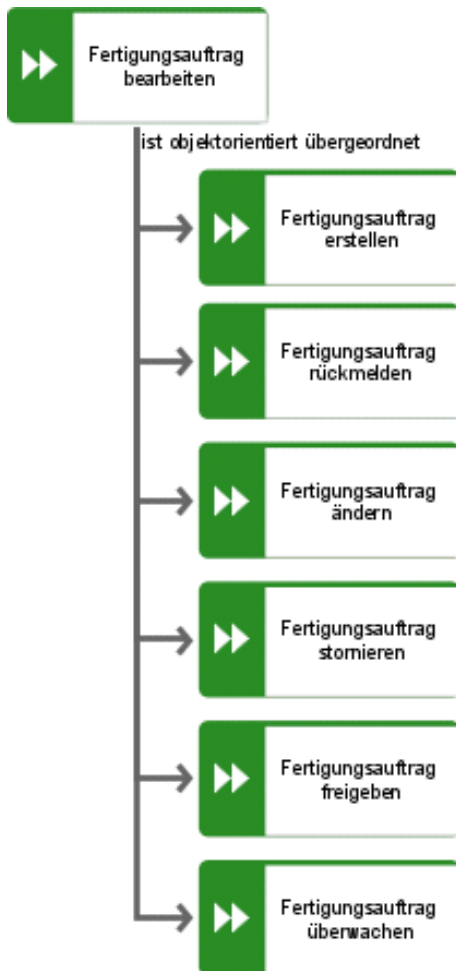 Fertigungsauftrag
bearbeiten
ist objektorientiert übergeordnet
Fertigungsauftrag
erstellen
Fertigungsauftrag
rückmelden
Fertigungsauftrag
ändern
Fertigungsauftrag
stornieren
Fertigungsauftrag
freigeben
Fertigungsauftrag
überwachen